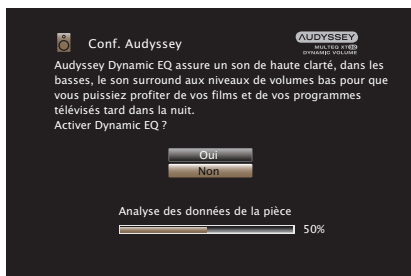 Conf. Audyssey
AUDYSSEY
MULTEQ XT32
DYNAMIC VOLUME
Audyssey Dynamic EQ assure un son de haute clarté, dans les
basses, le son surround aux niveaux de volumes bas pour que
vous puissiez profiter de vos films et de vos programmes
télévisés tard dans la nuit.
Activer Dynamic EQ ?
Oui
Non
Analyse des données de la pièce
50%